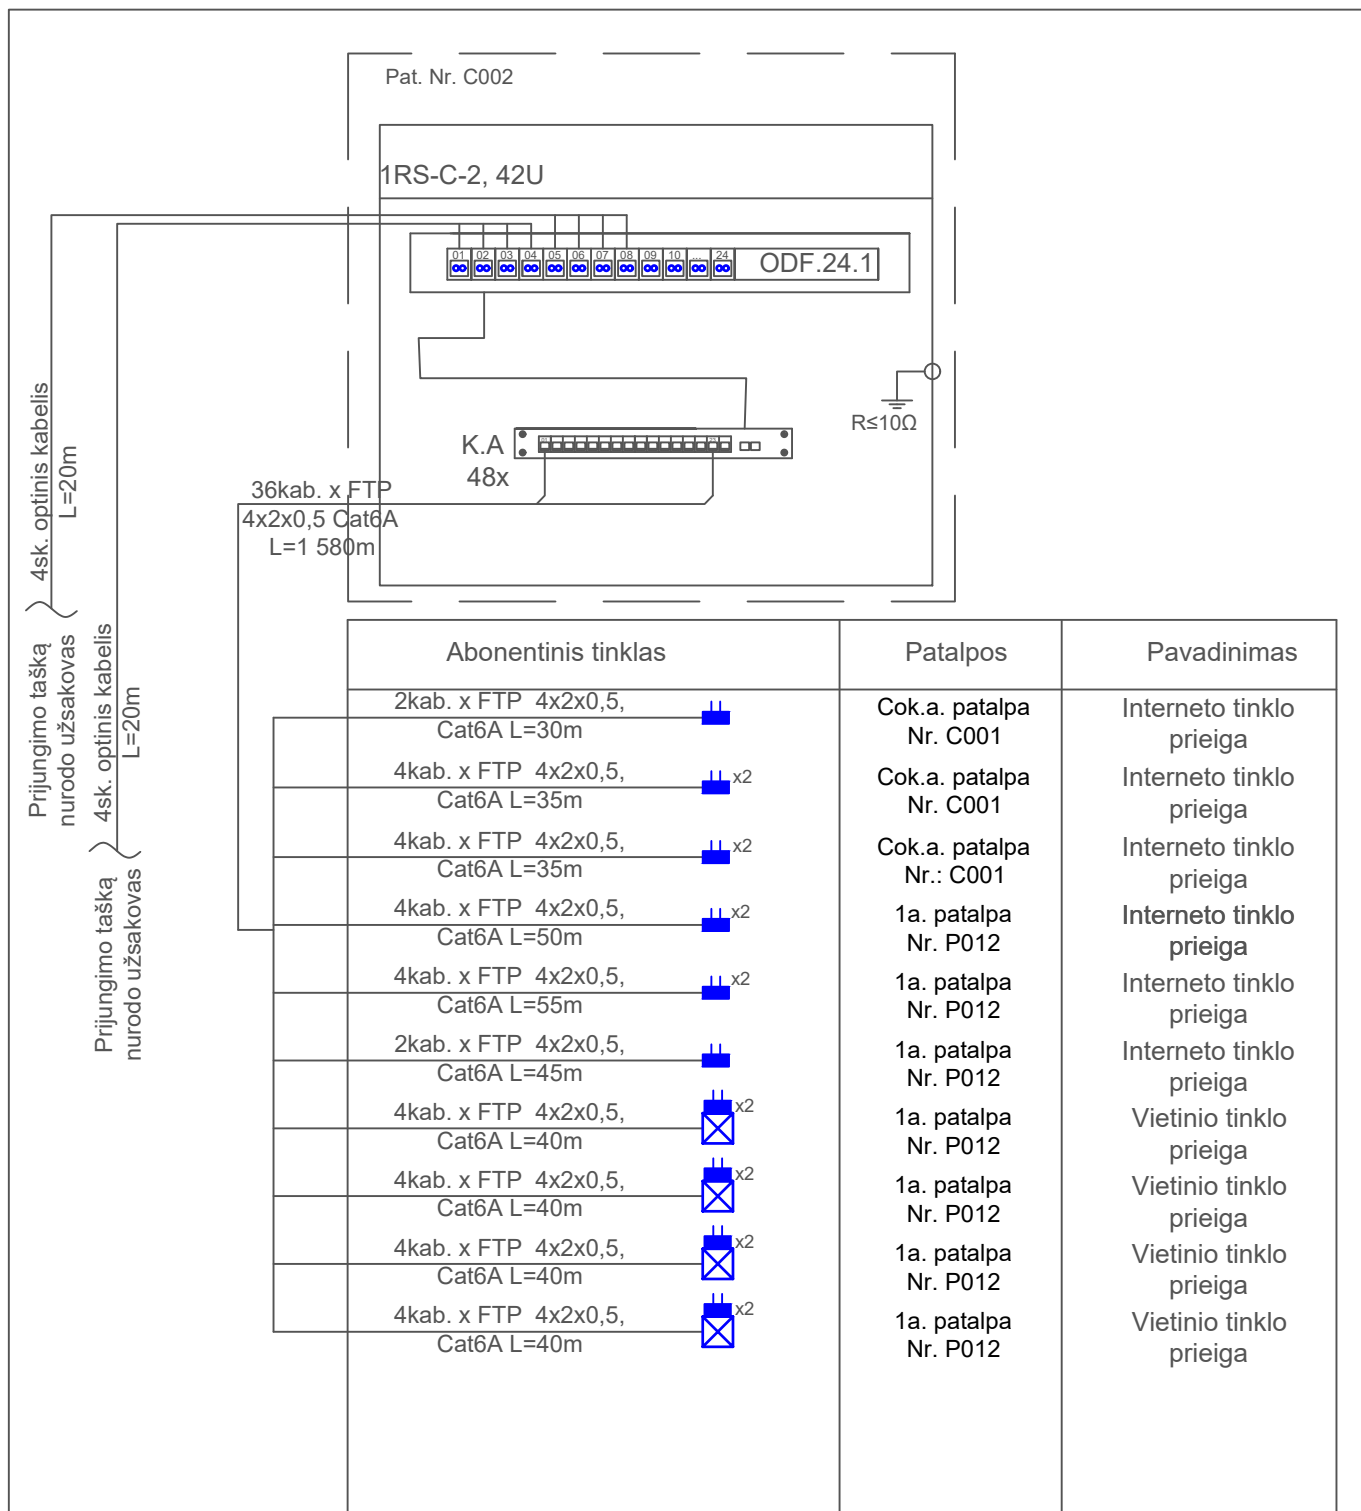 Pat. Nr. C002
1RS-C-2, 42U
01 02 03 04 05 06 07 08 09 10 ... 24
ODF.24.1
R≤10Ω
K.A
48x
36kab. x FTP
4x2x0,5 Cat6A
L=1 580m
4sk. optinis kabelis
L=20m
Prijungimo tašką
nurodo užsakovas
4sk. optinis kabelis
L=20m
Prijungimo tašką
nurodo užsakovas
Abonentinis tinklas
Patalpos
Pavadinimas
2kab. x FTP 4x2x0,5,
Cat6A L=30m
Cok.a. patalpa
Nr. C001
Interneto tinklo
prieiga
4kab. x FTP 4x2x0,5,
Cat6A L=35m
x2
Cok.a. patalpa
Nr. C001
Interneto tinklo
prieiga
4kab. x FTP 4x2x0,5,
Cat6A L=35m
x2
Cok.a. patalpa
Nr.: C001
Interneto tinklo
prieiga
4kab. x FTP 4x2x0,5,
Cat6A L=50m
x2
1a. patalpa
Nr. P012
Interneto tinklo
prieiga
4kab. x FTP 4x2x0,5,
Cat6A L=55m
x2
1a. patalpa
Nr. P012
Interneto tinklo
prieiga
2kab. x FTP 4x2x0,5,
Cat6A L=45m
1a. patalpa
Nr. P012
Interneto tinklo
prieiga
4kab. x FTP 4x2x0,5,
Cat6A L=40m
x2
1a. patalpa
Nr. P012
Vietinio tinklo
prieiga
4kab. x FTP 4x2x0,5,
Cat6A L=40m
x2
1a. patalpa
Nr. P012
Vietinio tinklo
prieiga
4kab. x FTP 4x2x0,5,
Cat6A L=40m
x2
1a. patalpa
Nr. P012
Vietinio tinklo
prieiga
4kab. x FTP 4x2x0,5,
Cat6A L=40m
x2
1a. patalpa
Nr. P012
Vietinio tinklo
prieiga